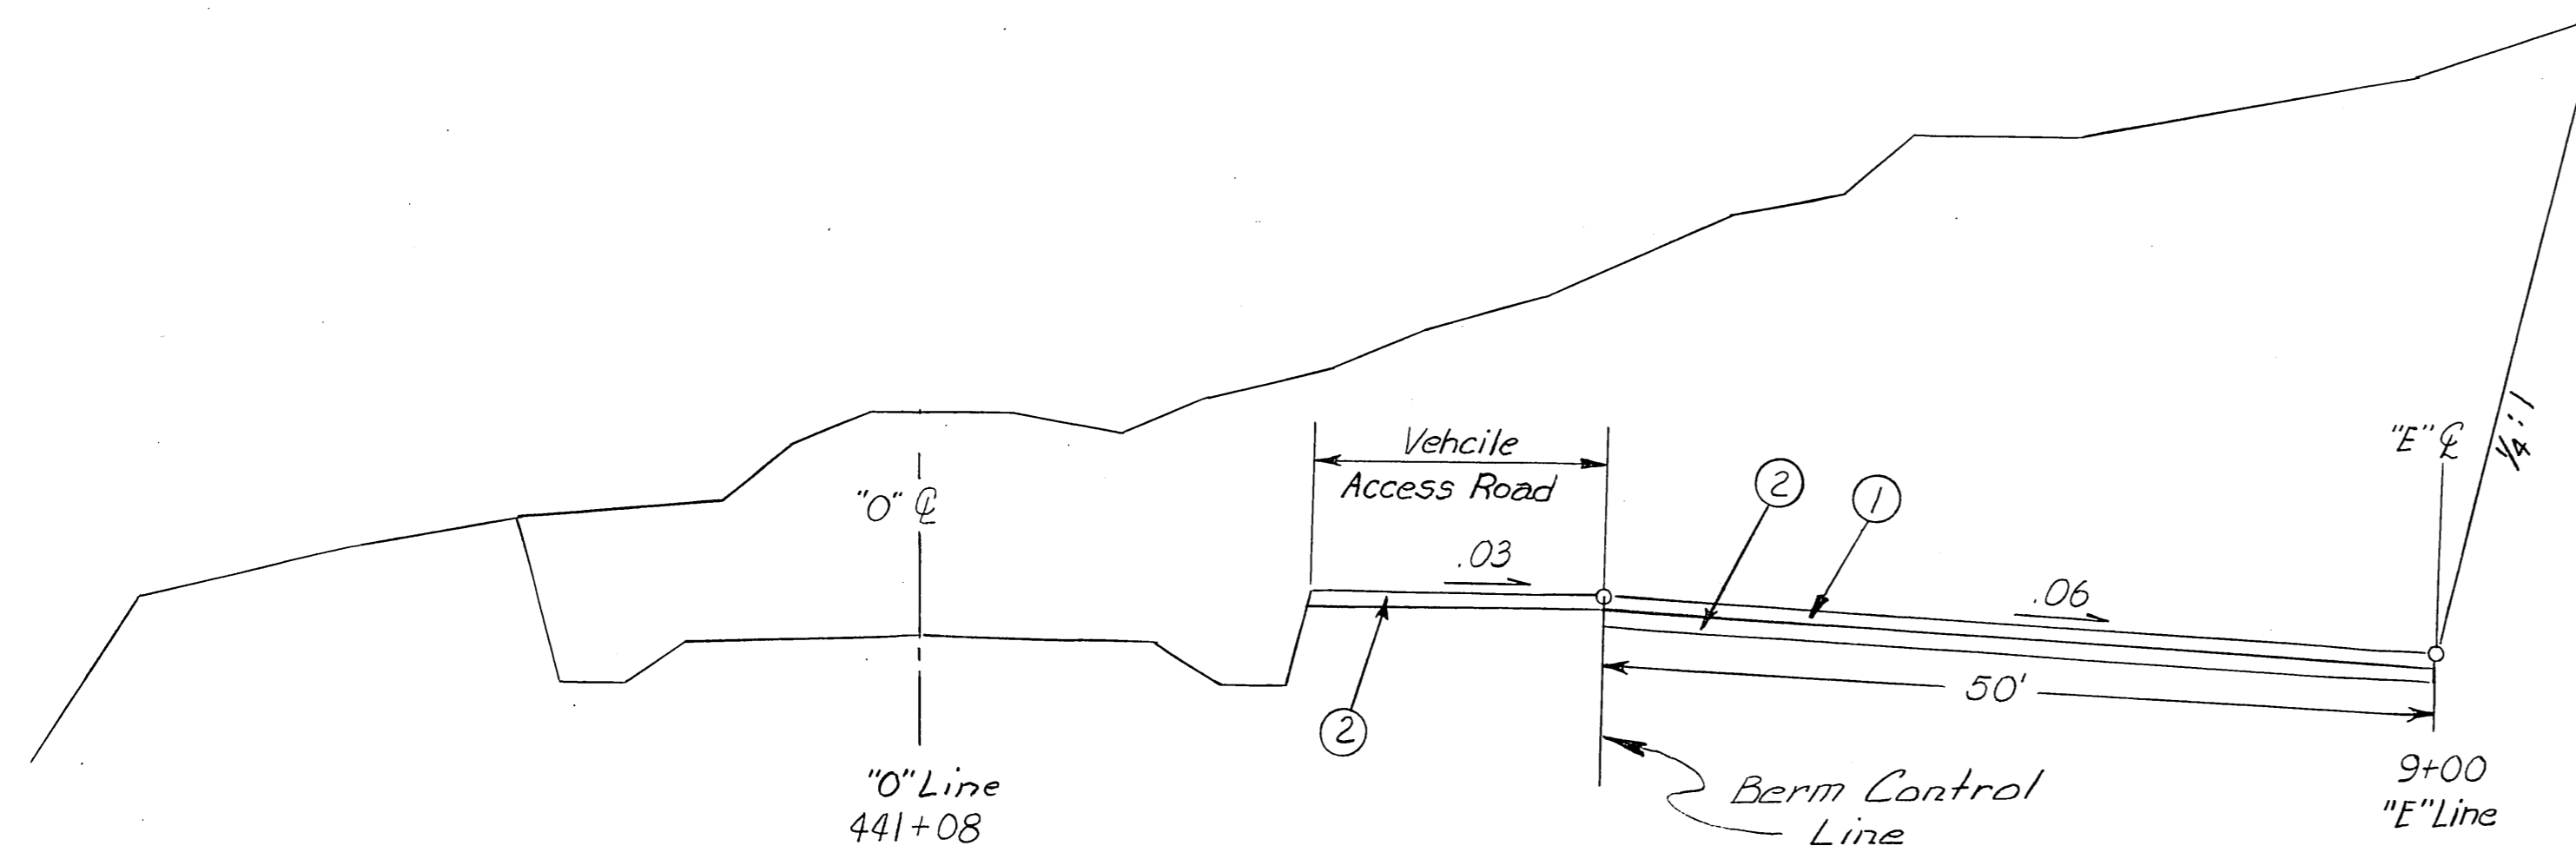 Vehcile
Access Road
"O" ℄
.03
2
1
.06
"E" ℄
1/4:1
2
50'
"O" Line
441+08
Berm Control
Line
9+00
"E" Line